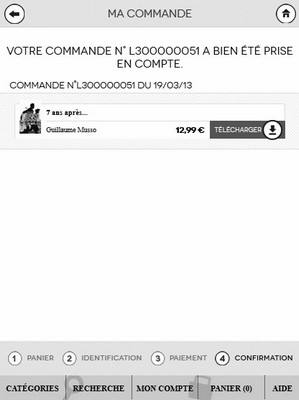 MA COMMANDE
VOTRE COMMANDE N° L300000051 A BIEN ÉTÉ PRISE
EN COMPTE.
COMMANDE N°L300000051 DU 19/03/13
7 ans après...
Guillaume Musso
12,99 € TÉLÉCHARGER
1 PANIER 2 IDENTIFICATION 3 PAIEMENT 4 CONFIRMATION
CATÉGORIES RECHERCHE MON COMPTE PANIER (0) AIDE